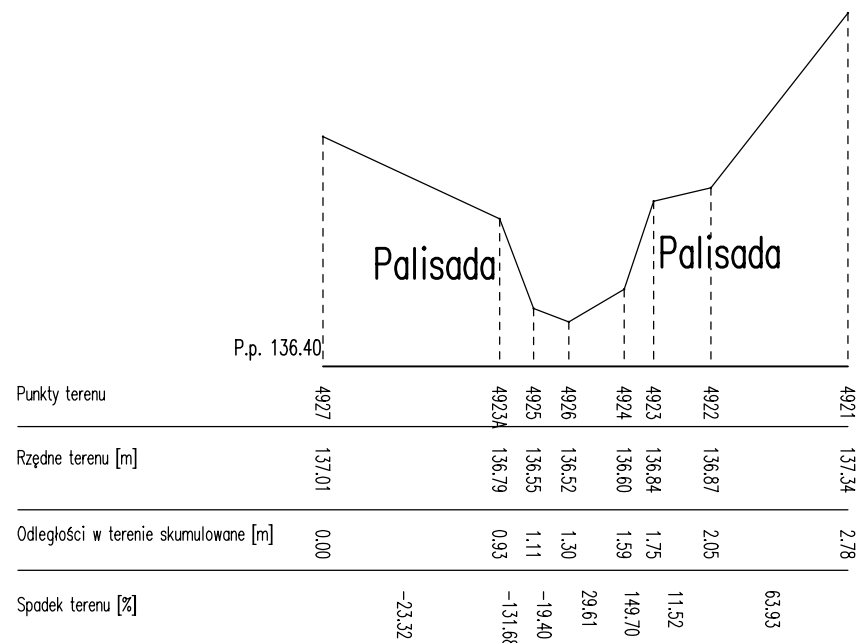 Palisada
Palisada
P.p. 136.40
Punkty terenu 4927 4923A 4925 4926 4924 4923 4922 4921
Rzędne terenu [m] 137.01 136.79 136.55 136.52 136.60 136.84 136.87 137.34
Odległości w terenie skumulowane [m] 0.00 0.93 1.11 1.30 1.59 1.75 2.05 2.78
Spadek terenu [%] -23.32 -131.68 -19.40 29.61 149.70 11.52 63.93